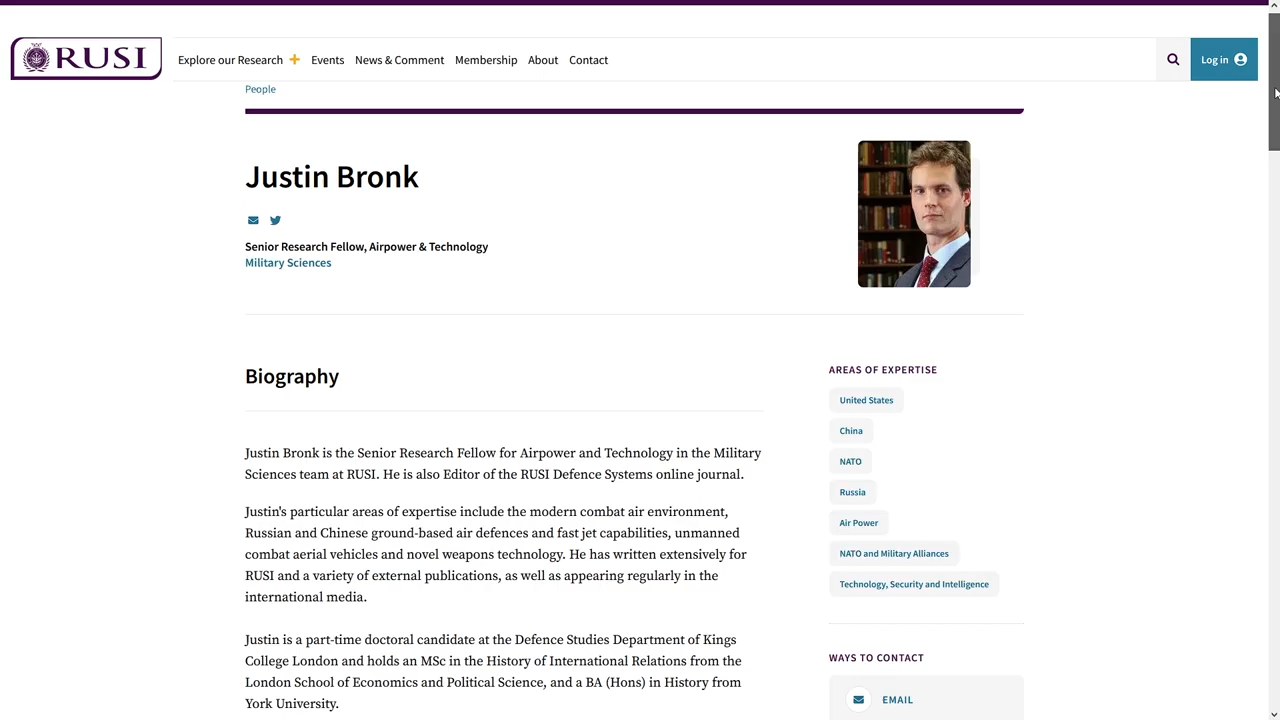 RUSI
Explore our Research + Events News & Comment Membership About Contact
Log in
People
Justin Bronk
Senior Research Fellow, Airpower & Technology
Military Sciences
Biography
Justin Bronk is the Senior Research Fellow for Airpower and Technology in the Military
Sciences team at RUSI. He is also Editor of the RUSI Defence Systems online journal.
Justin's particular areas of expertise include the modern combat air environment,
Russian and Chinese ground-based air defences and fast jet capabilities, unmanned
combat aerial vehicles and novel weapons technology. He has written extensively for
RUSI and a variety of external publications, as well as appearing regularly in the
international media.
Justin is a part-time doctoral candidate at the Defence Studies Department of Kings
College London and holds an MSc in the History of International Relations from the
London School of Economics and Political Science, and a BA (Hons) in History from
York University.
AREAS OF EXPERTISE
United States
China
NATO
Russia
Air Power
NATO and Military Alliances
Technology, Security and Intelligence
WAYS TO CONTACT
EMAIL